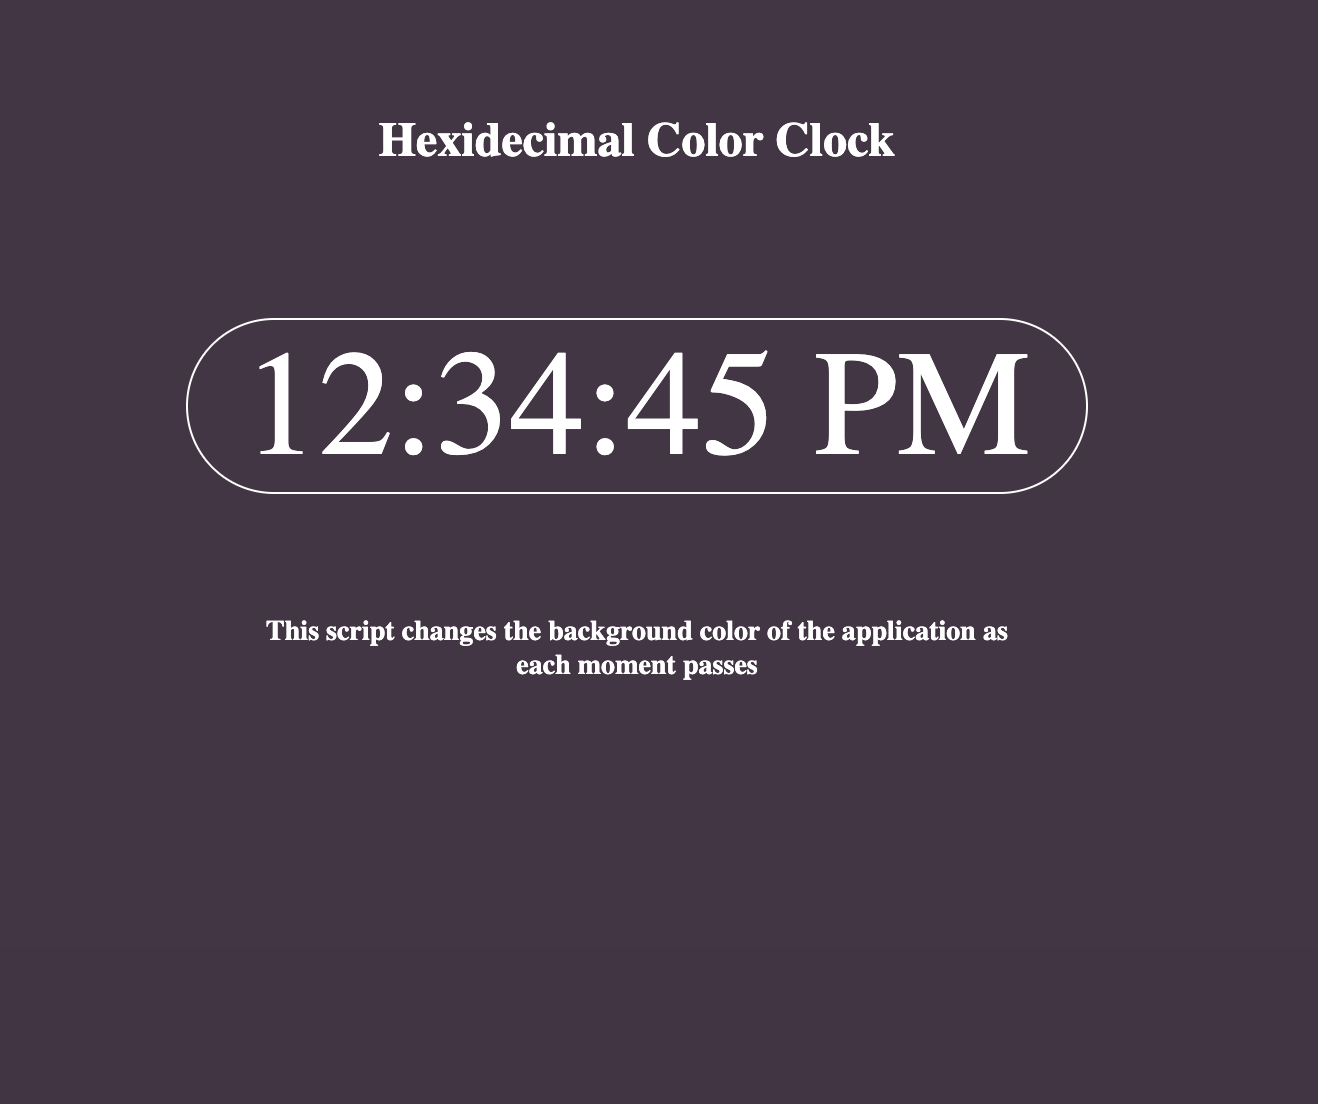 Hexidecimal Color Clock
12:34:45 PM
This script changes the background color of the application as
each moment passes